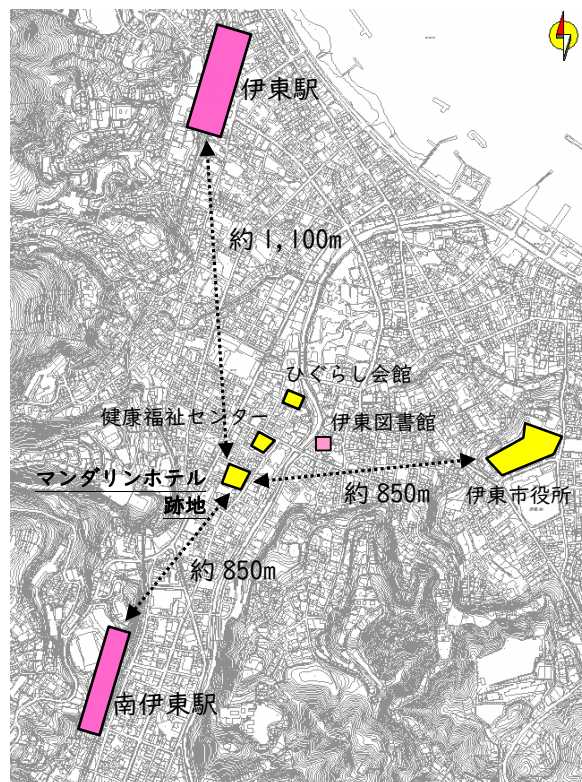 伊東駅
約1,100m
ひぐらし会館
健康福祉センター
伊東図書館
マンダリンホテル
跡地
約850m
伊東市役所
約850m
南伊東駅